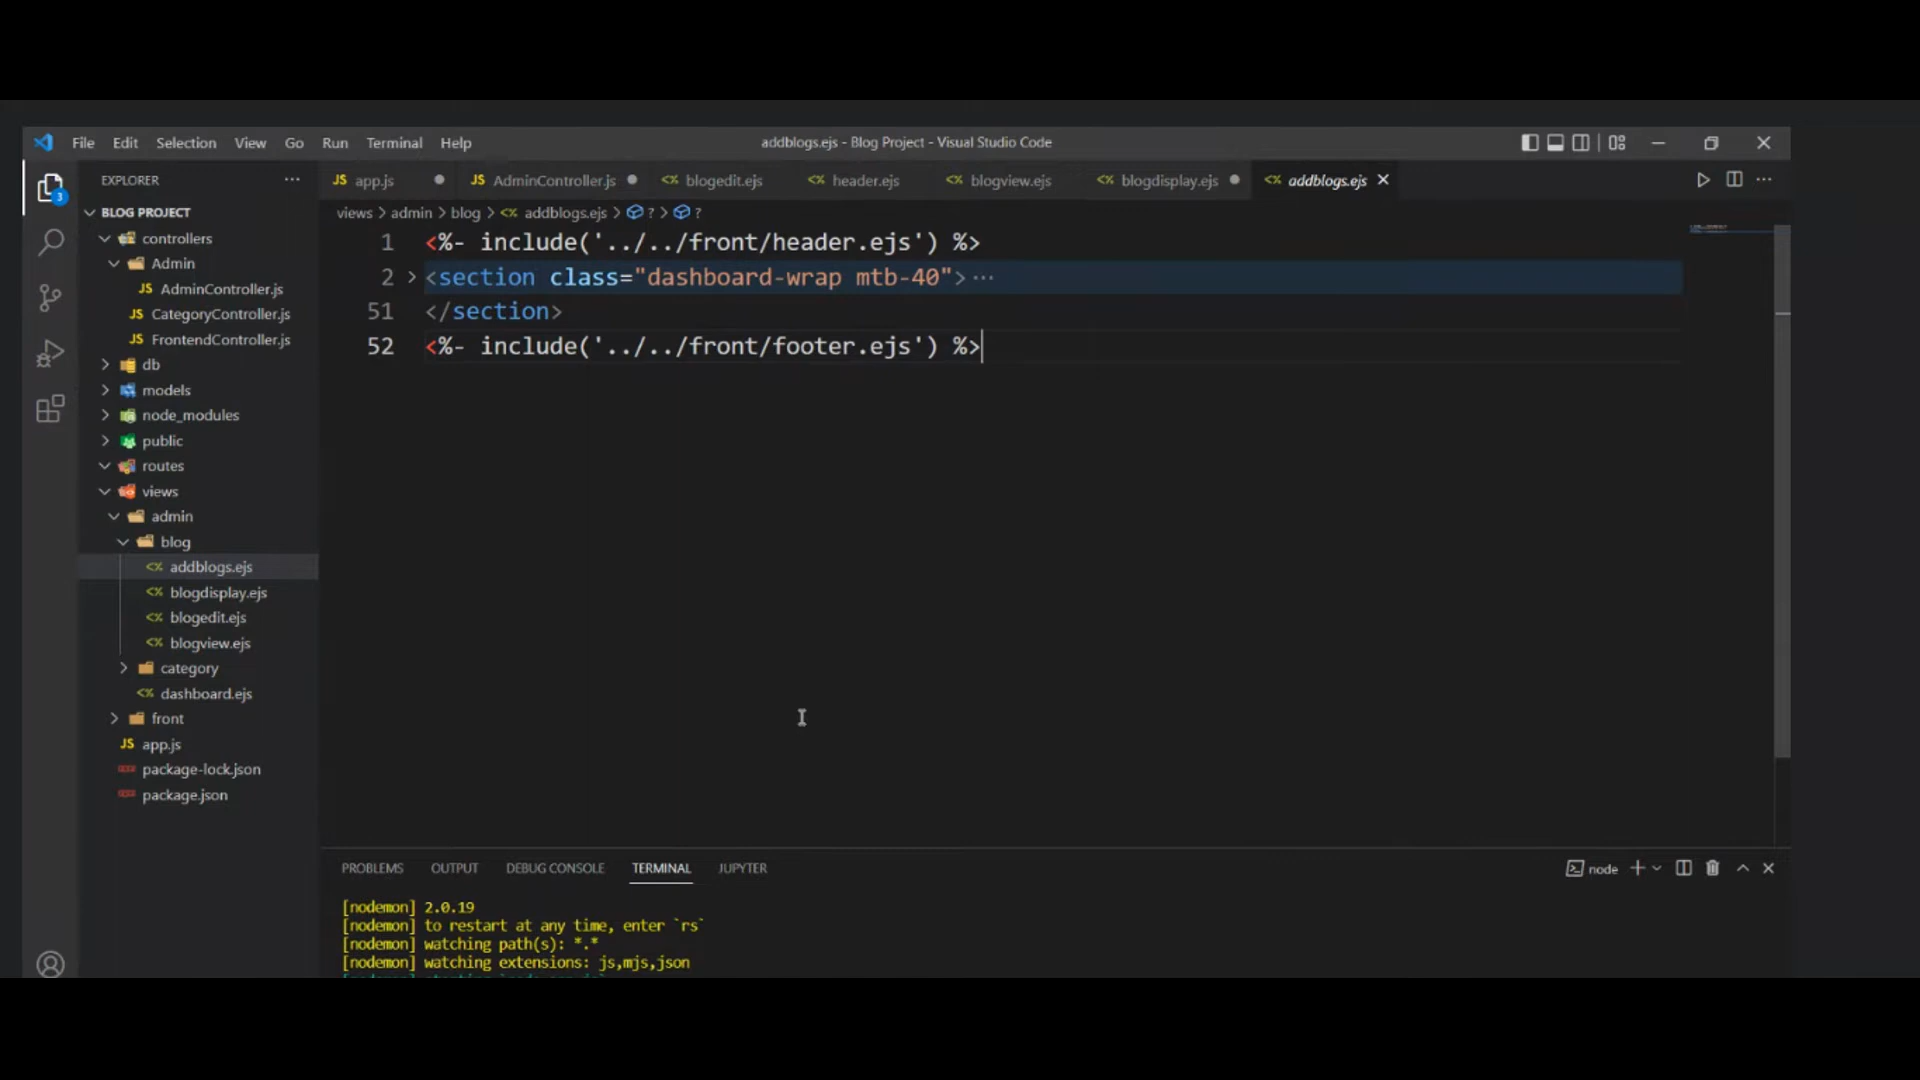 File Edit Selection View Go Run Terminal Help
addblogs.ejs - Blog Project - Visual Studio Code
EXPLORER
3
BLOG PROJECT
controllers
Admin
JS AdminController.js
JS CategoryController.js
JS FrontendController.js
db
models
node_modules
public
routes
views
admin
blog
addblogs.ejs
blogdisplay.ejs
blogedit.ejs
blogview.ejs
category
dashboard.ejs
front
JS app.js
package-lock.json
package.json
JS app.js JS AdminController.js <% blogedit.ejs <% header.ejs <% blogview.ejs <% blogdisplay.ejs <% addblogs.ejs
views > admin > blog > <% addblogs.ejs > ? > ?
1 <%- include('../../front/header.ejs') %>
2 <section class="dashboard-wrap mtb-40"> ...
51 </section>
52 <%- include('../../front/footer.ejs') %>
PROBLEMS OUTPUT DEBUG CONSOLE TERMINAL JUPYTER
node
[nodemon] 2.0.19
[nodemon] to restart at any time, enter `rs`
[nodemon] watching path(s): *.*
[nodemon] watching extensions: js,mjs,json